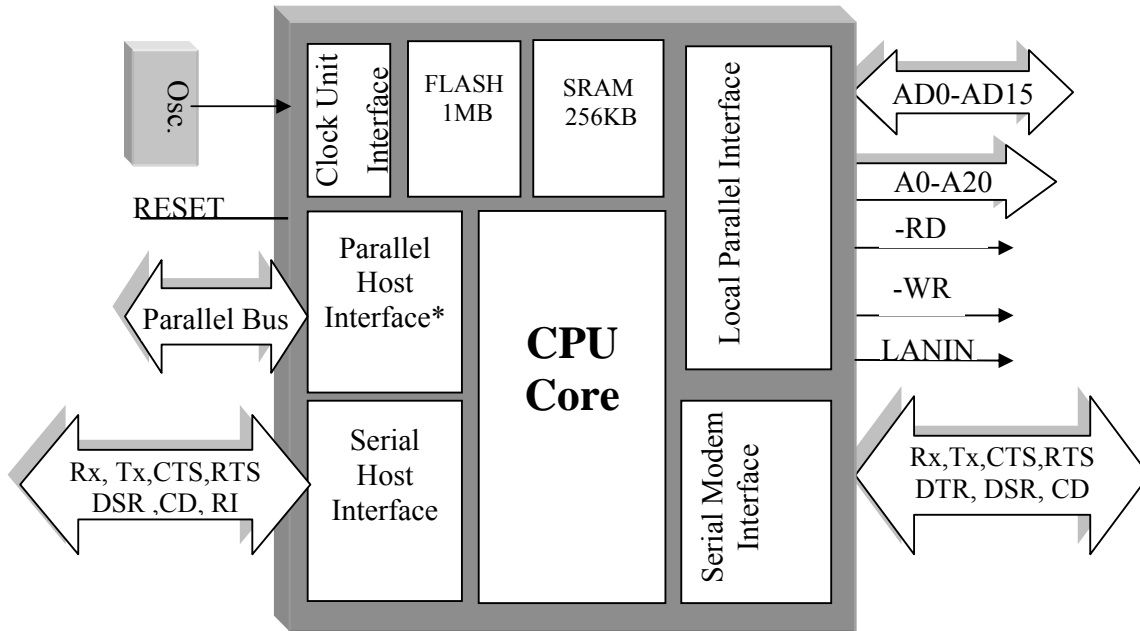 Osc.
RESET
Clock Unit
Interface
FLASH
1MB
SRAM
256KB
Local Parallel Interface
AD0-AD15
A0-A20
-RD
-WR
LANIN
Parallel Bus
Parallel
Host
Interface*
CPU
Core
Rx, Tx,CTS,RTS
DSR ,CD, RI
Serial
Host
Interface
Serial Modem
Interface
Rx,Tx,CTS,RTS
DTR, DSR, CD